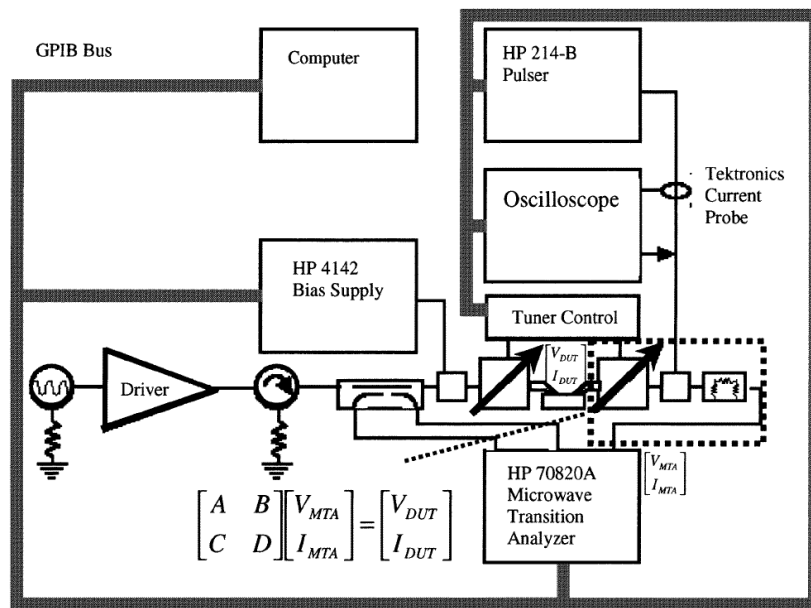 GPIB Bus
Computer
HP 214-B
Pulser
Tektronics
Current
Probe
Oscilloscope
HP 4142
Bias Supply
Tuner Control
Driver
V_DUT
I_DUT
HP 70820A
Microwave
Transition
Analyzer
V_MTA
I_MTA
[A B] [V_MTA] = [V_DUT]
[C D] [I_MTA] [I_DUT]